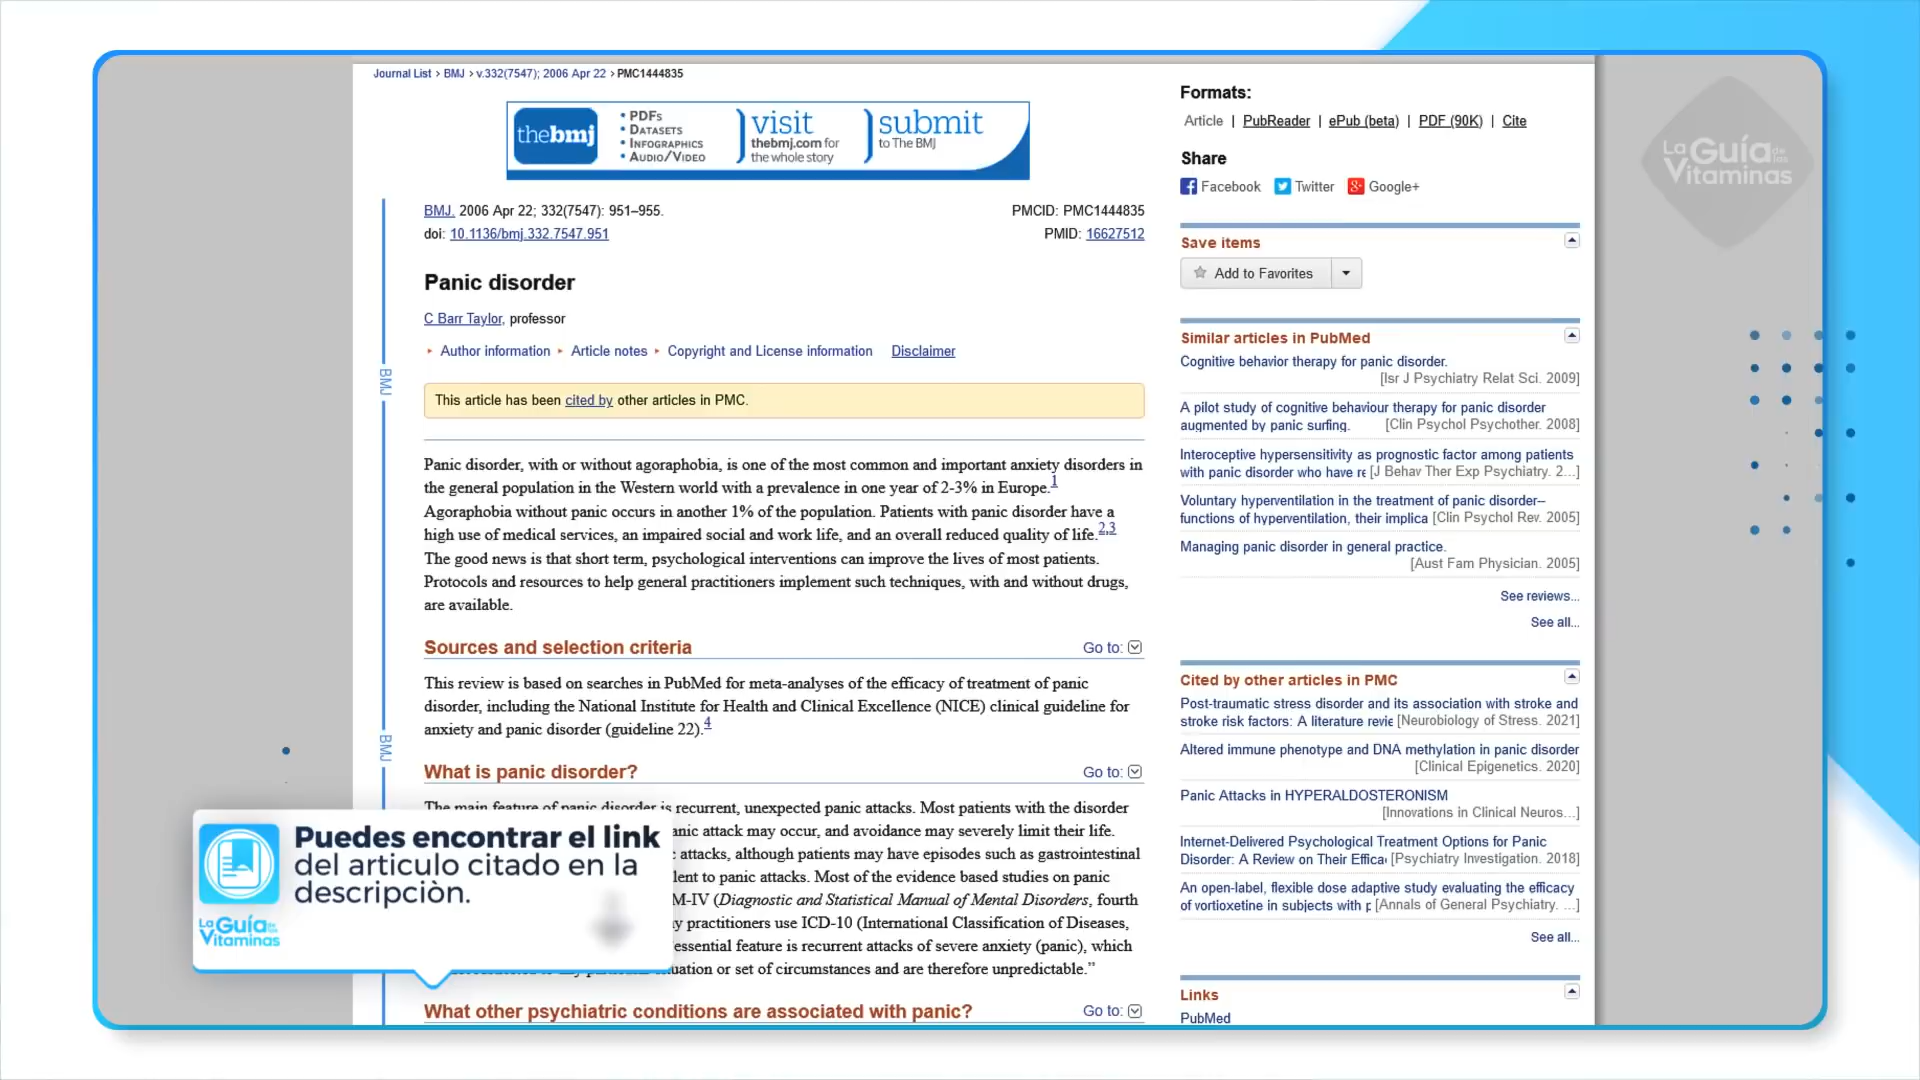 Journal List > BMJ > v.332(7547); 2006 Apr 22 > PMC1444835
thebmj
• PDFs
• Datasets
• Infographics
• Audio/Video
visit
thebmj.com for
the whole story
submit
to The BMJ
BMJ. 2006 Apr 22; 332(7547): 951–955.
PMCID: PMC1444835
doi: 10.1136/bmj.332.7547.951
PMID: 16627512
Panic disorder
C Barr Taylor, professor
Author information
Article notes
Copyright and License information
Disclaimer
This article has been cited by other articles in PMC.
BMJ
Panic disorder, with or without agoraphobia, is one of the most common and important anxiety disorders in
the general population in the Western world with a prevalence in one year of 2-3% in Europe.1
Agoraphobia without panic occurs in another 1% of the population. Patients with panic disorder have a
high use of medical services, an impaired social and work life, and an overall reduced quality of life.2,3
The good news is that short term, psychological interventions can improve the lives of most patients.
Protocols and resources to help general practitioners implement such techniques, with and without drugs,
are available.
Sources and selection criteria
Go to:
This review is based on searches in PubMed for meta-analyses of the efficacy of treatment of panic
disorder, including the National Institute for Health and Clinical Excellence (NICE) clinical guideline for
anxiety and panic disorder (guideline 22).4
BMJ
What is panic disorder?
Go to:
The main feature of panic disorder is recurrent, unexpected panic attacks. Most patients with the disorder
anic attack may occur, and avoidance may severely limit their life.
attacks, although patients may have episodes such as gastrointestinal
lent to panic attacks. Most of the evidence based studies on panic
M-IV (Diagnostic and Statistical Manual of Mental Disorders, fourth
y practitioners use ICD-10 (International Classification of Diseases,
essential feature is recurrent attacks of severe anxiety (panic), which
uation or set of circumstances and are therefore unpredictable.”
What other psychiatric conditions are associated with panic?
Go to:
Puedes encontrar el link
del articulo citado en la
descripciòn.
La Guía de las
Vitaminas
Formats:
Article | PubReader | ePub (beta) | PDF (90K) | Cite
Share
Facebook Twitter Google+
Save items
Add to Favorites
Similar articles in PubMed
Cognitive behavior therapy for panic disorder.
[Isr J Psychiatry Relat Sci. 2009]
A pilot study of cognitive behaviour therapy for panic disorder
augmented by panic surfing. [Clin Psychol Psychother. 2008]
Interoceptive hypersensitivity as prognostic factor among patients
with panic disorder who have re [J Behav Ther Exp Psychiatry. 2...]
Voluntary hyperventilation in the treatment of panic disorder--
functions of hyperventilation, their implica [Clin Psychol Rev. 2005]
Managing panic disorder in general practice.
[Aust Fam Physician. 2005]
See reviews...
See all...
Cited by other articles in PMC
Post-traumatic stress disorder and its association with stroke and
stroke risk factors: A literature revie [Neurobiology of Stress. 2021]
Altered immune phenotype and DNA methylation in panic disorder
[Clinical Epigenetics. 2020]
Panic Attacks in HYPERALDOSTERONISM
[Innovations in Clinical Neuros...]
Internet-Delivered Psychological Treatment Options for Panic
Disorder: A Review on Their Effica [Psychiatry Investigation. 2018]
An open-label, flexible dose adaptive study evaluating the efficacy
of vortioxetine in subjects with p [Annals of General Psychiatry. ...]
See all...
Links
PubMed
La Guía de las
Vitaminas